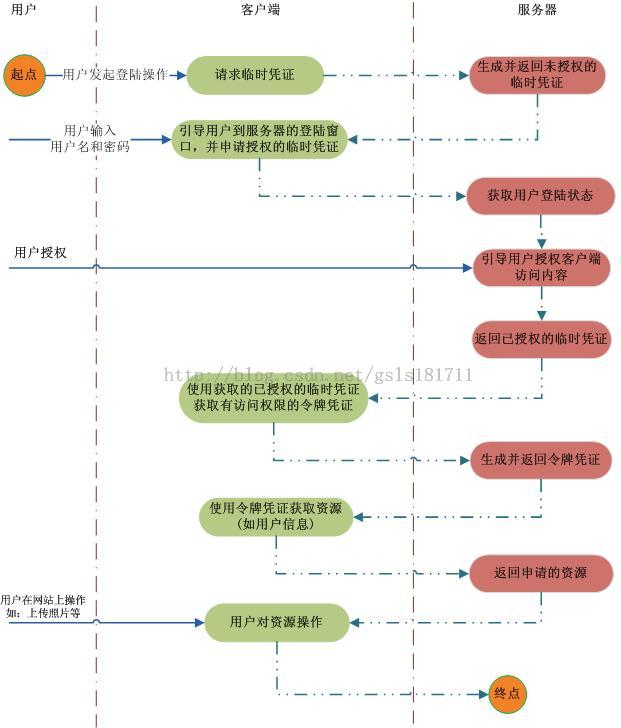 用户
客户端
服务器
起点
用户发起登陆操作
请求临时凭证
生成并返回未授权的
临时凭证
用户输入
用户名和密码
引导用户到服务器的登陆窗
口，并申请授权的临时凭证
获取用户登陆状态
用户授权
引导用户授权客户端
访问内容
返回已授权的临时凭证
http://blog.csdn.net/gsls181711
使用获取的已授权的临时凭证
获取有访问权限的令牌凭证
生成并返回令牌凭证
使用令牌凭证获取资源
(如用户信息)
返回申请的资源
用户在网站上操作
如：上传照片等
用户对资源操作
终点